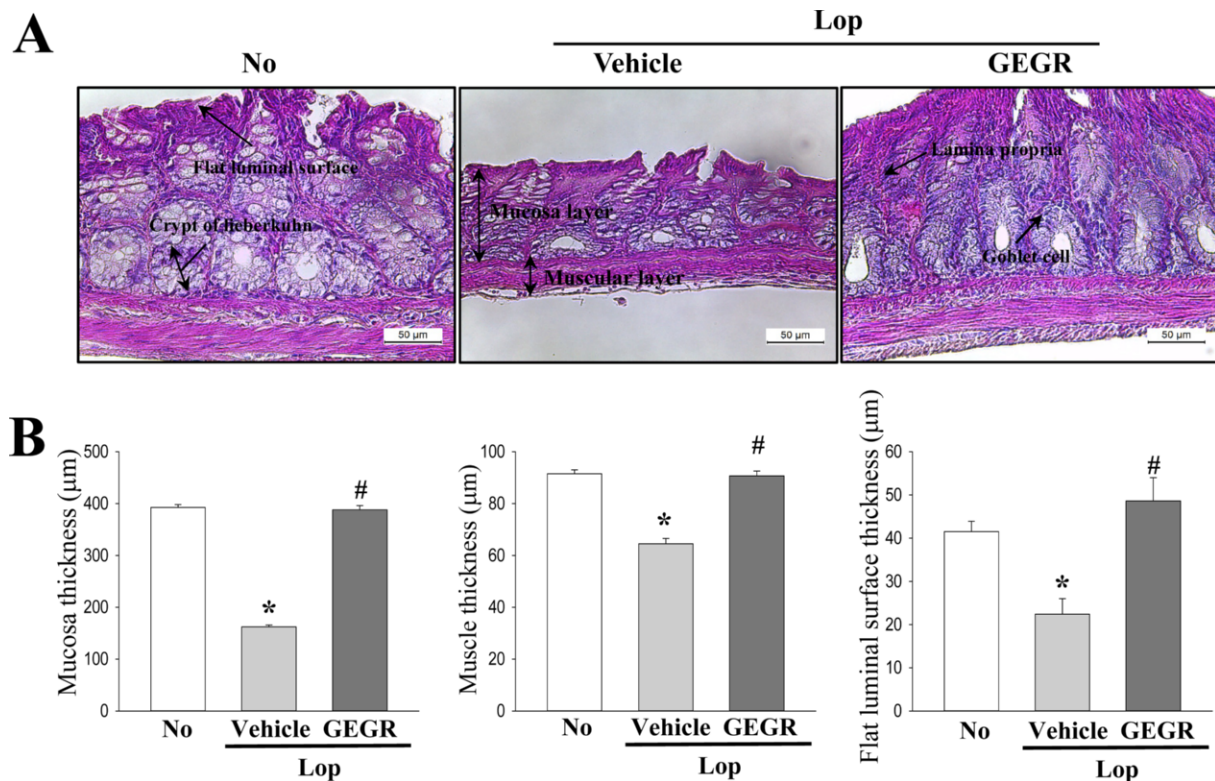 A
Lop
No
Vehicle
GEGR
Flat luminal surface
Crypt of lieberkuhn
50 µm
Mucosa layer
Muscular layer
50 µm
Lamina propria
Goblet cell
50 µm
B
Mucosa thickness (µm)
500
400
300
200
100
0
*
#
No
Vehicle
GEGR
Lop
Muscle thickness (µm)
100
80
60
40
20
0
*
#
No
Vehicle
GEGR
Lop
Flat luminal surface thickness (µm)
60
50
40
30
20
10
0
*
#
No
Vehicle
GEGR
Lop